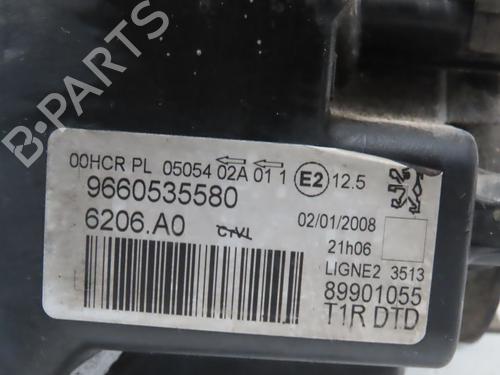 B-PARTS
00HCR PL 05054 02A 01 1 E2 12.5
9660535580
6206.A0 02/01/2008
21h06
LIGNE2 3513
89901055
T1R DTD